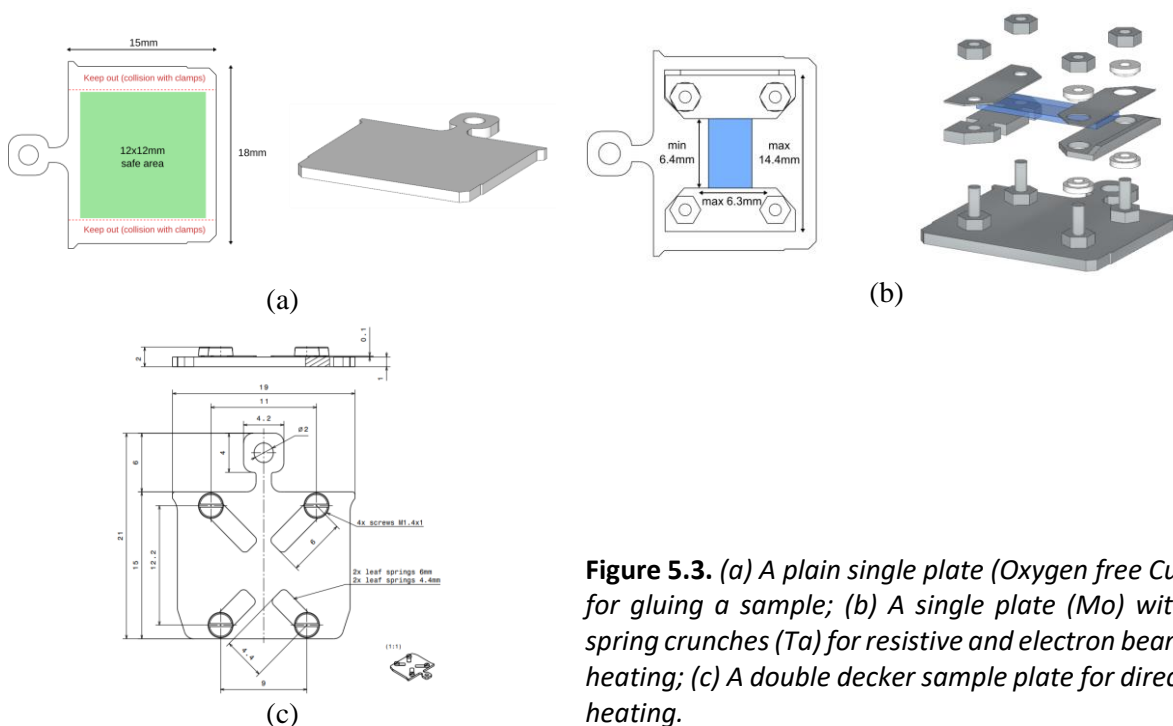 15mm
Keep out (collision with clamps)
12x12mm
safe area
18mm
Keep out (collision with clamps)
(a)
min
6.4mm
max
14.4mm
max 6.3mm
(b)
0.1
2
1
19
11
4.2
ø2
4
6
21
15
12.2
4x screws M1.4x1
6
2x leaf springs 6mm
2x leaf springs 4.4mm
4.4
(1:1)
9
(c)
Figure 5.3. (a) A plain single plate (Oxygen free Cu
for gluing a sample; (b) A single plate (Mo) wit
spring crunches (Ta) for resistive and electron bear
heating; (c) A double decker sample plate for direc
heating.